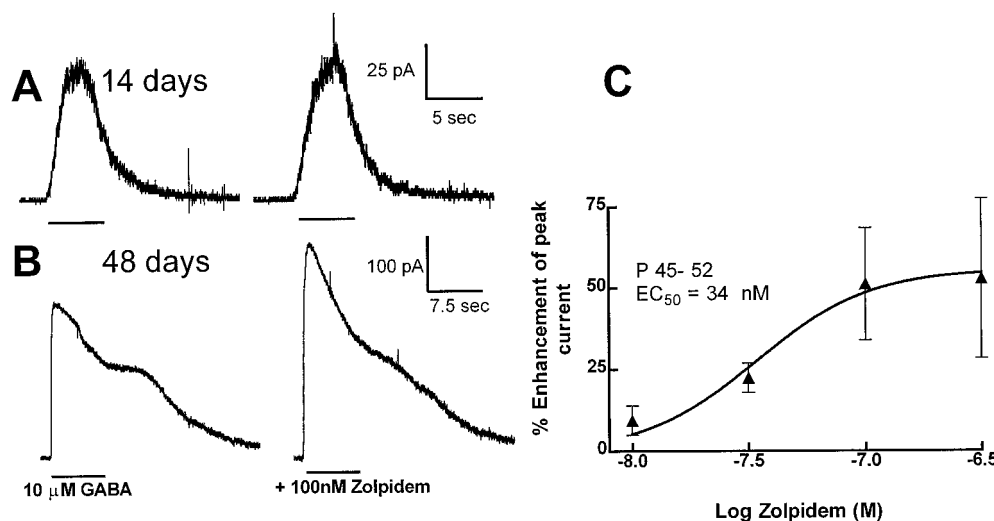 A
14 days
25 pA
5 sec
B
48 days
100 pA
7.5 sec
10 μM GABA
+ 100nM Zolpidem
C
% Enhancement of peak
current
75
50
25
0
P 45- 52
EC50 = 34 nM
-8.0
-7.5
-7.0
-6.5
Log Zolpidem (M)